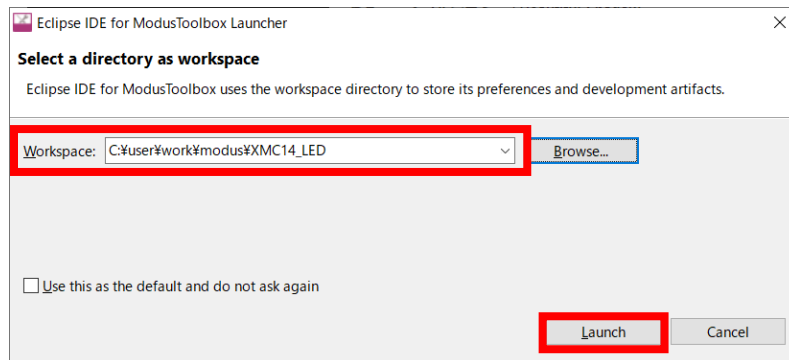 Eclipse IDE for ModusToolbox Launcher
Select a directory as workspace
Eclipse IDE for ModusToolbox uses the workspace directory to store its preferences and development artifacts.
Workspace: C:¥user¥work¥modus¥XMC14_LED Browse...
Use this as the default and do not ask again
Launch Cancel